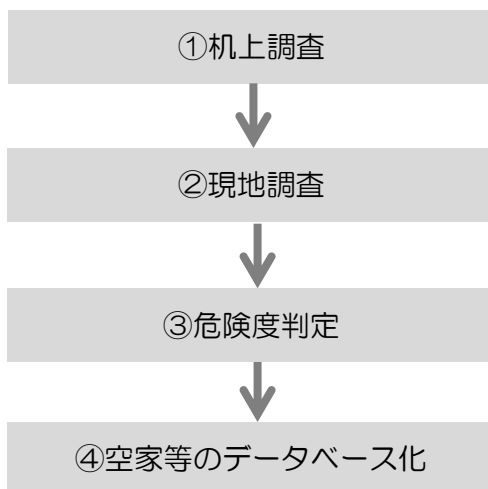 ①机上調査
②現地調査
③危険度判定
④空家等のデータベース化